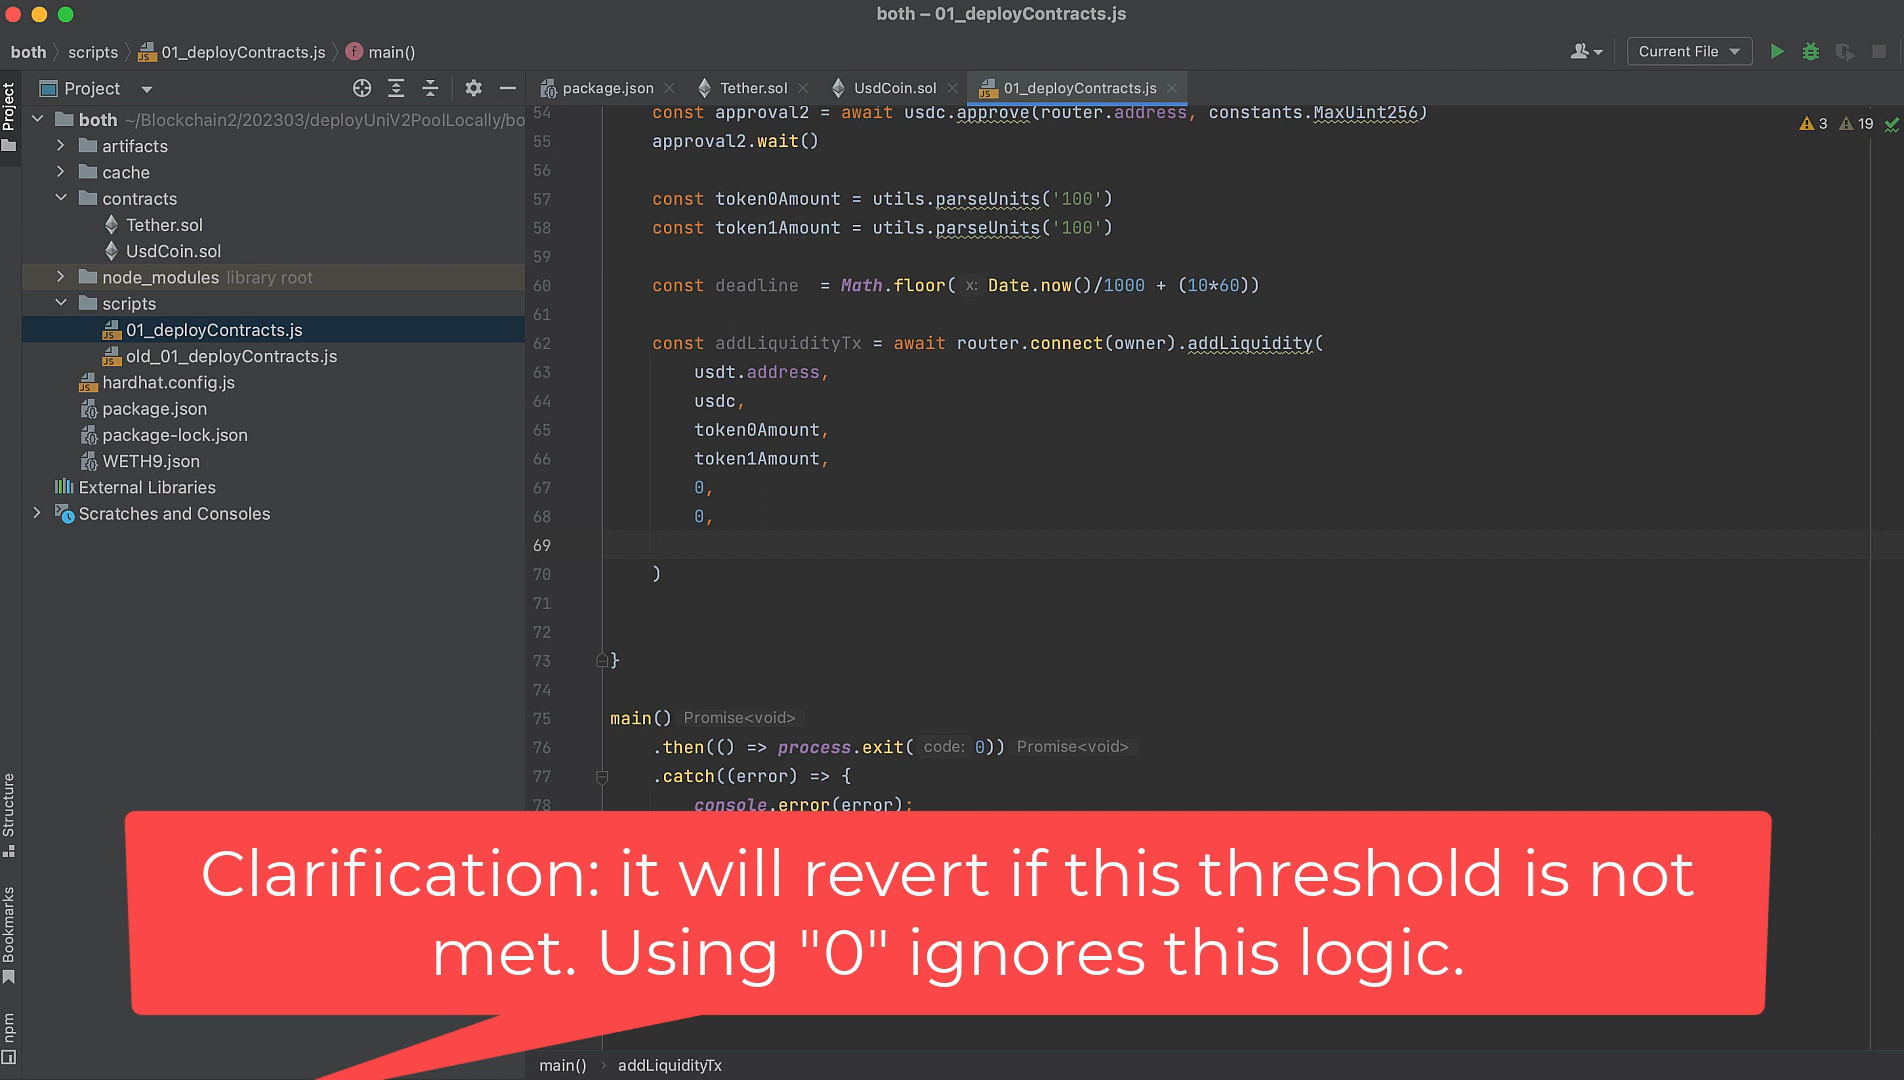 both – 01_deployContracts.js
both scripts 01_deployContracts.js f main()
Current File
Project
Project
package.json Tether.sol UsdCoin.sol 01_deployContracts.js
both ~/Blockchain2/202303/deployUniV2PoolLocally/bo
artifacts
cache
contracts
Tether.sol
UsdCoin.sol
node_modules library root
scripts
01_deployContracts.js
old_01_deployContracts.js
hardhat.config.js
package.json
package-lock.json
WETH9.json
External Libraries
Scratches and Consoles
3 19
54 const approval2 = await usdc.approve(router.address, constants.MaxUint256)
55 approval2.wait()
56
57 const token0Amount = utils.parseUnits('100')
58 const token1Amount = utils.parseUnits('100')
59
60 const deadline = Math.floor( x: Date.now()/1000 + (10*60))
61
62 const addLiquidityTx = await router.connect(owner).addLiquidity(
63 usdt.address,
64 usdc,
65 token0Amount,
66 token1Amount,
67 0,
68 0,
69
70 )
71
72
73 }
74
75 main() Promise<void>
76 .then(() => process.exit( code: 0)) Promise<void>
77 .catch((error) => {
78 console.error(error);
Structure
Bookmarks
npm
Clarification: it will revert if this threshold is not
met. Using "0" ignores this logic.
main() addLiquidityTx